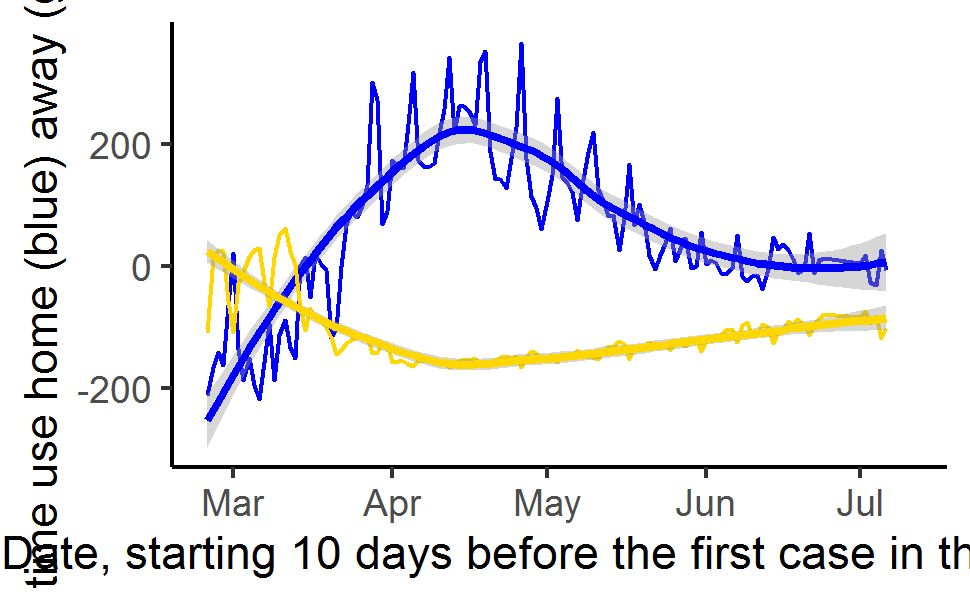 time use home (blue) away (
200
0
-200
Mar Apr May Jun Jul
Date, starting 10 days before the first case in th